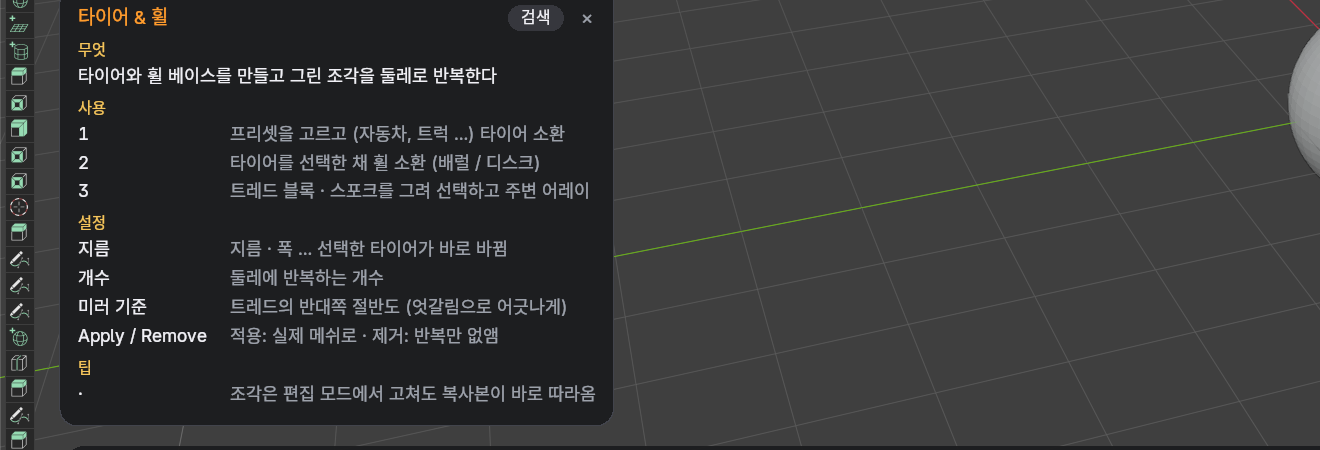 타이어 & 휠
검색 ×
무엇
타이어와 휠 베이스를 만들고 그린 조각을 둘레로 반복한다
사용
1 프리셋을 고르고 (자동차, 트럭 ...) 타이어 소환
2 타이어를 선택한 채 휠 소환 (배럴 / 디스크)
3 트레드 블록 · 스포크를 그려 선택하고 주변 어레이
설정
지름 지름 · 폭 ... 선택한 타이어가 바로 바뀜
개수 둘레에 반복하는 개수
미러 기준 트레드의 반대쪽 절반도 (엇갈림으로 어긋나게)
Apply / Remove 적용: 실제 메쉬로 · 제거: 반복만 없앰
팁
· 조각은 편집 모드에서 고쳐도 복사본이 바로 따라옴